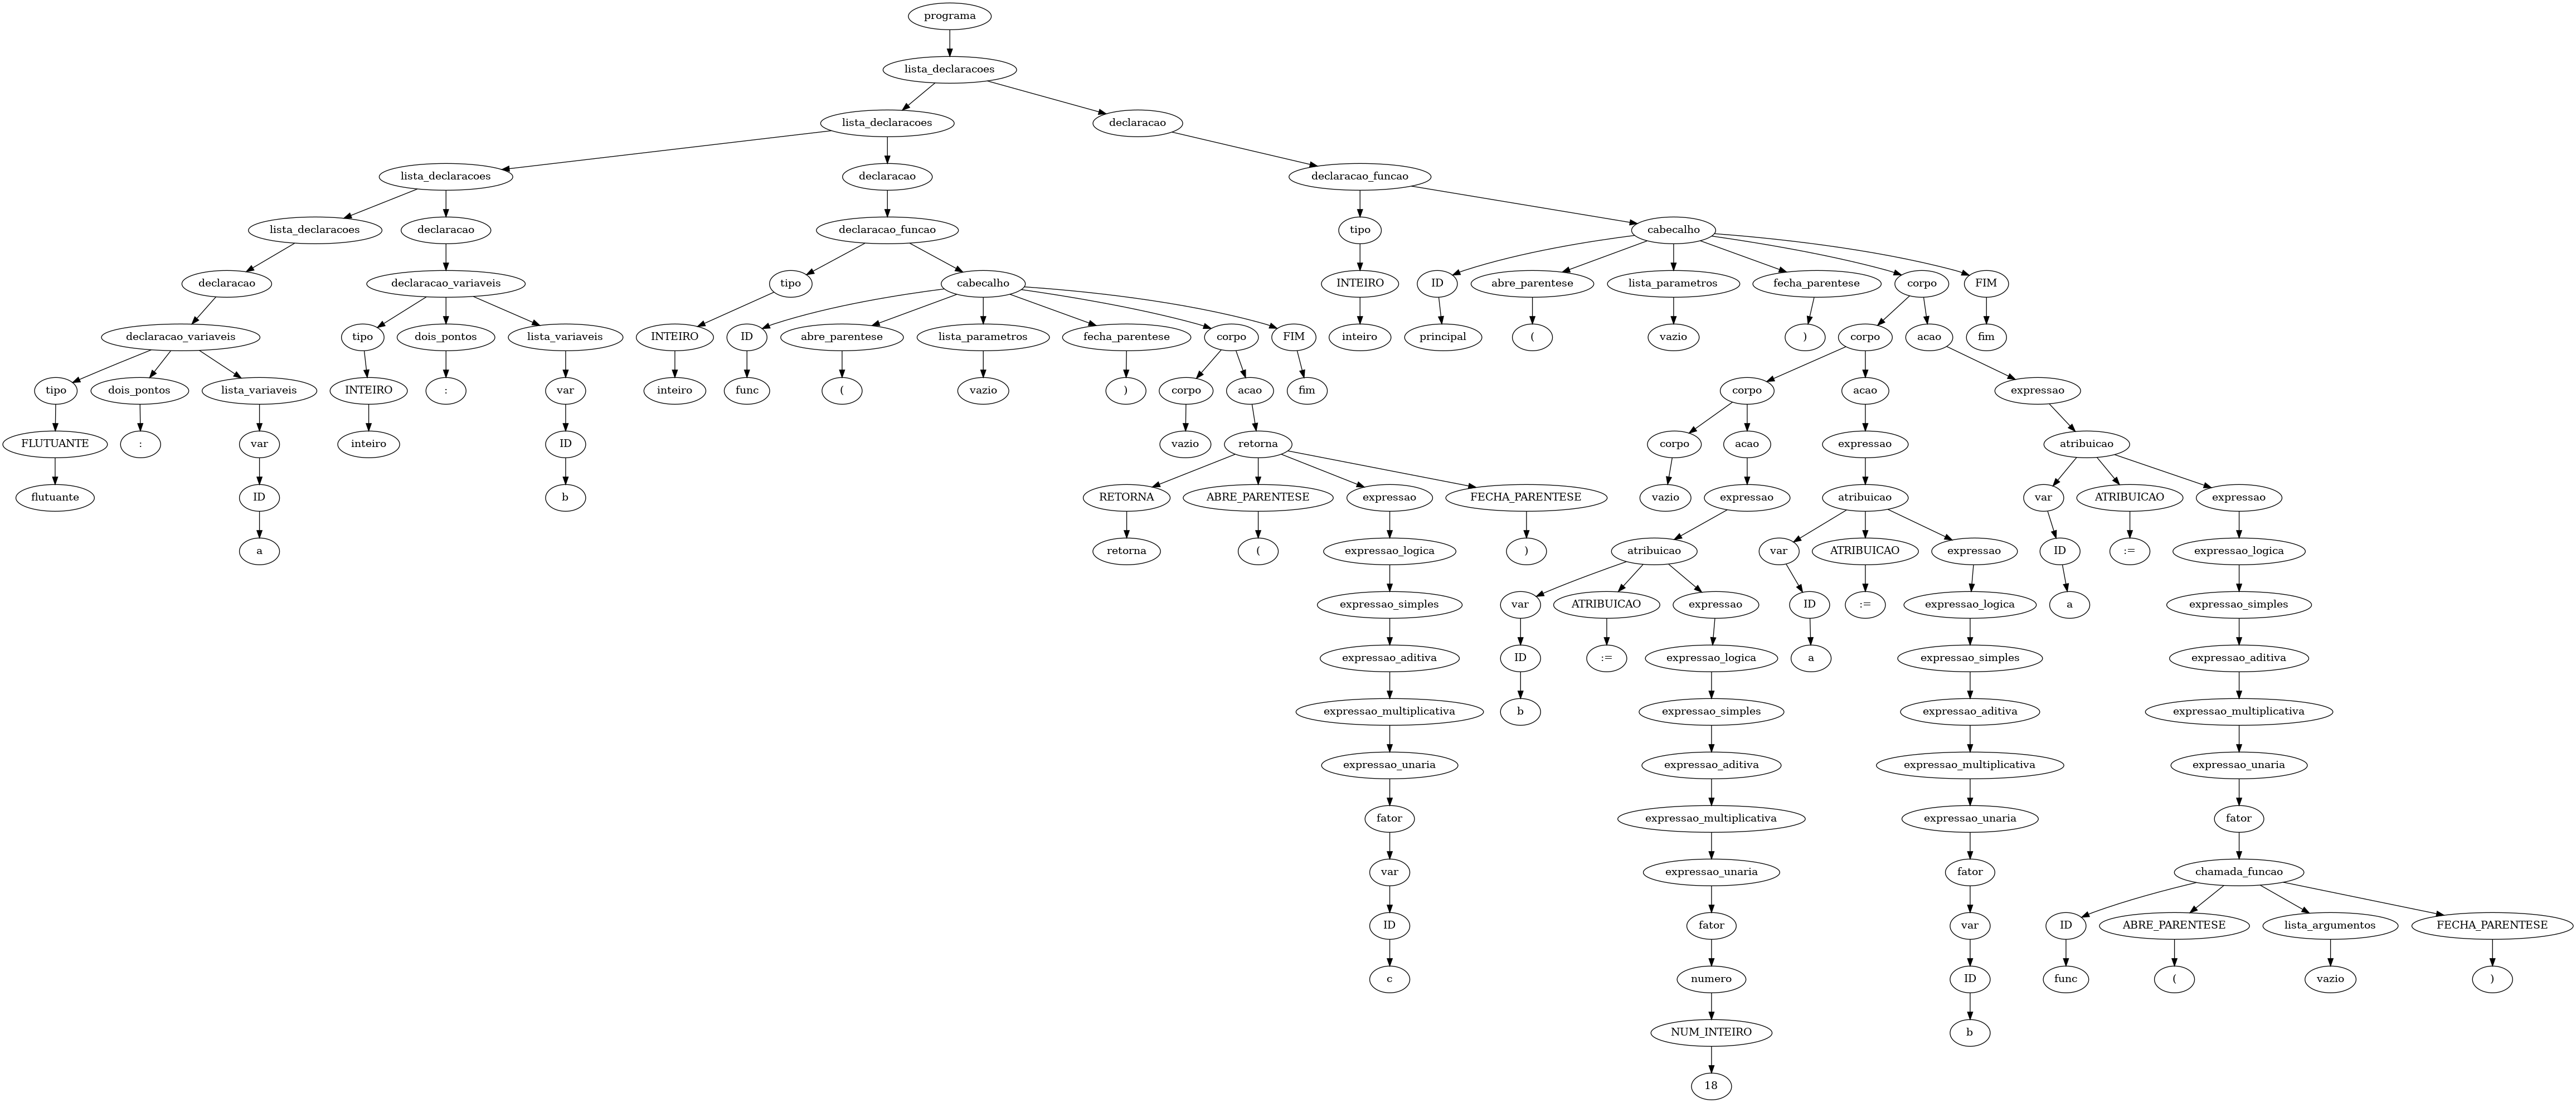 programa
lista_declaracoes
lista_declaracoes declaracao
lista_declaracoes declaracao declaracao_funcao
lista_declaracoes declaracao declaracao_funcao tipo cabecalho
declaracao declaracao_variaveis tipo cabecalho INTEIRO ID abre_parentese lista_parametros fecha_parentese corpo FIM
declaracao_variaveis tipo dois_pontos lista_variaveis INTEIRO ID abre_parentese lista_parametros fecha_parentese corpo FIM inteiro principal ( vazio ) corpo acao fim
tipo dois_pontos lista_variaveis INTEIRO : var inteiro func ( vazio ) corpo acao fim corpo acao expressao
FLUTUANTE : var inteiro ID vazio retorna corpo acao expressao atribuicao
flutuante ID b RETORNA ABRE_PARENTESE expressao FECHA_PARENTESE vazio expressao atribuicao var ATRIBUICAO expressao
a retorna ( expressao_logica ) atribuicao var ATRIBUICAO expressao ID := expressao_logica
expressao_simples var ATRIBUICAO expressao ID := expressao_logica a expressao_simples
expressao_aditiva ID := expressao_logica a expressao_simples expressao_aditiva
expressao_multiplicativa b expressao_simples expressao_aditiva expressao_multiplicativa
expressao_unaria expressao_aditiva expressao_multiplicativa expressao_unaria
fator expressao_multiplicativa expressao_unaria fator
var expressao_unaria fator chamada_funcao
ID fator var ID ABRE_PARENTESE lista_argumentos FECHA_PARENTESE
c numero ID func ( vazio )
NUM_INTEIRO b
18